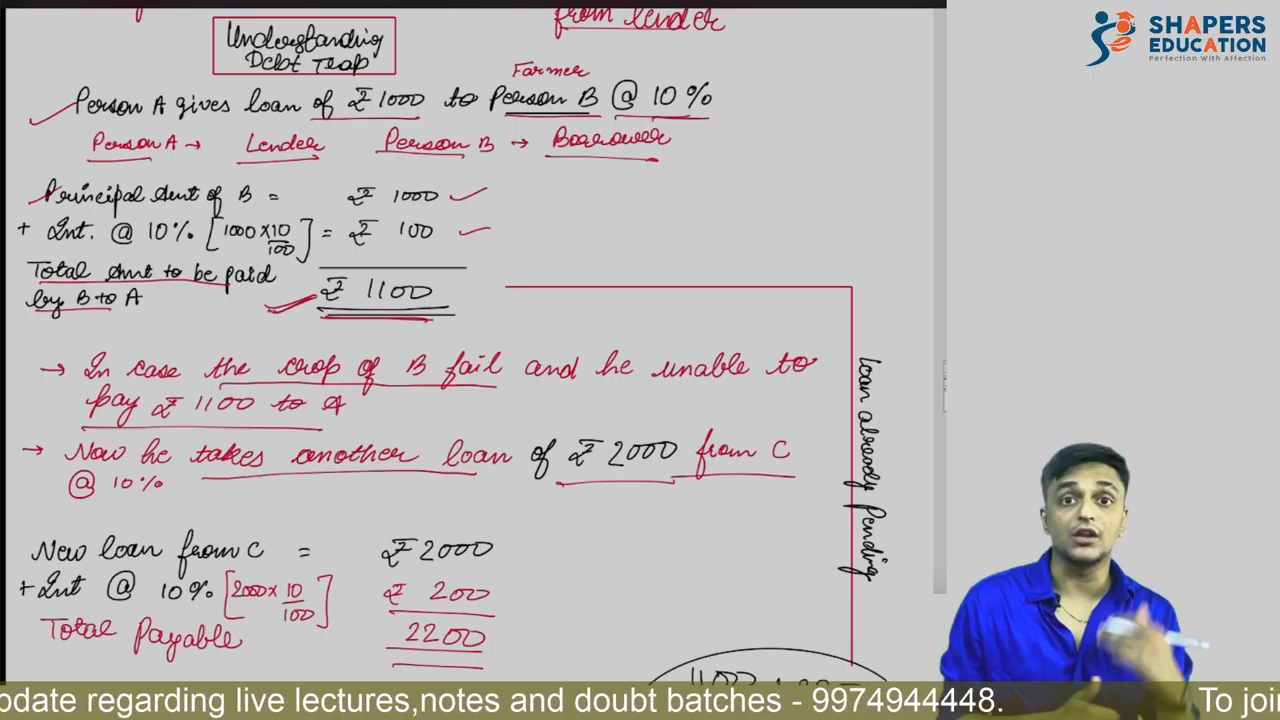 from lender
SHAPERS
EDUCATION
Perfection With Affection
Understanding
Debt Trap
Farmer
Person A gives loan of ₹ 1000 to Person B @ 10%
Person A → Lender Person B → Borrower
Principal Amt of B = ₹ 1000
+ Int. @ 10% [1000 × 10/100] = ₹ 100
Total Amt to be paid
by B to A
₹ 1100
→ In case the crop of B fail and he unable to
pay ₹ 1100 to A
→ Now he takes another loan of ₹ 2000 from C
@ 10%
Loan already Pending
New loan from C = ₹ 2000
+ Int @ 10% [2000 × 10/100] ₹ 200
Total Payable 2200
update regarding live lectures,notes and doubt batches - 9974944448. To joi